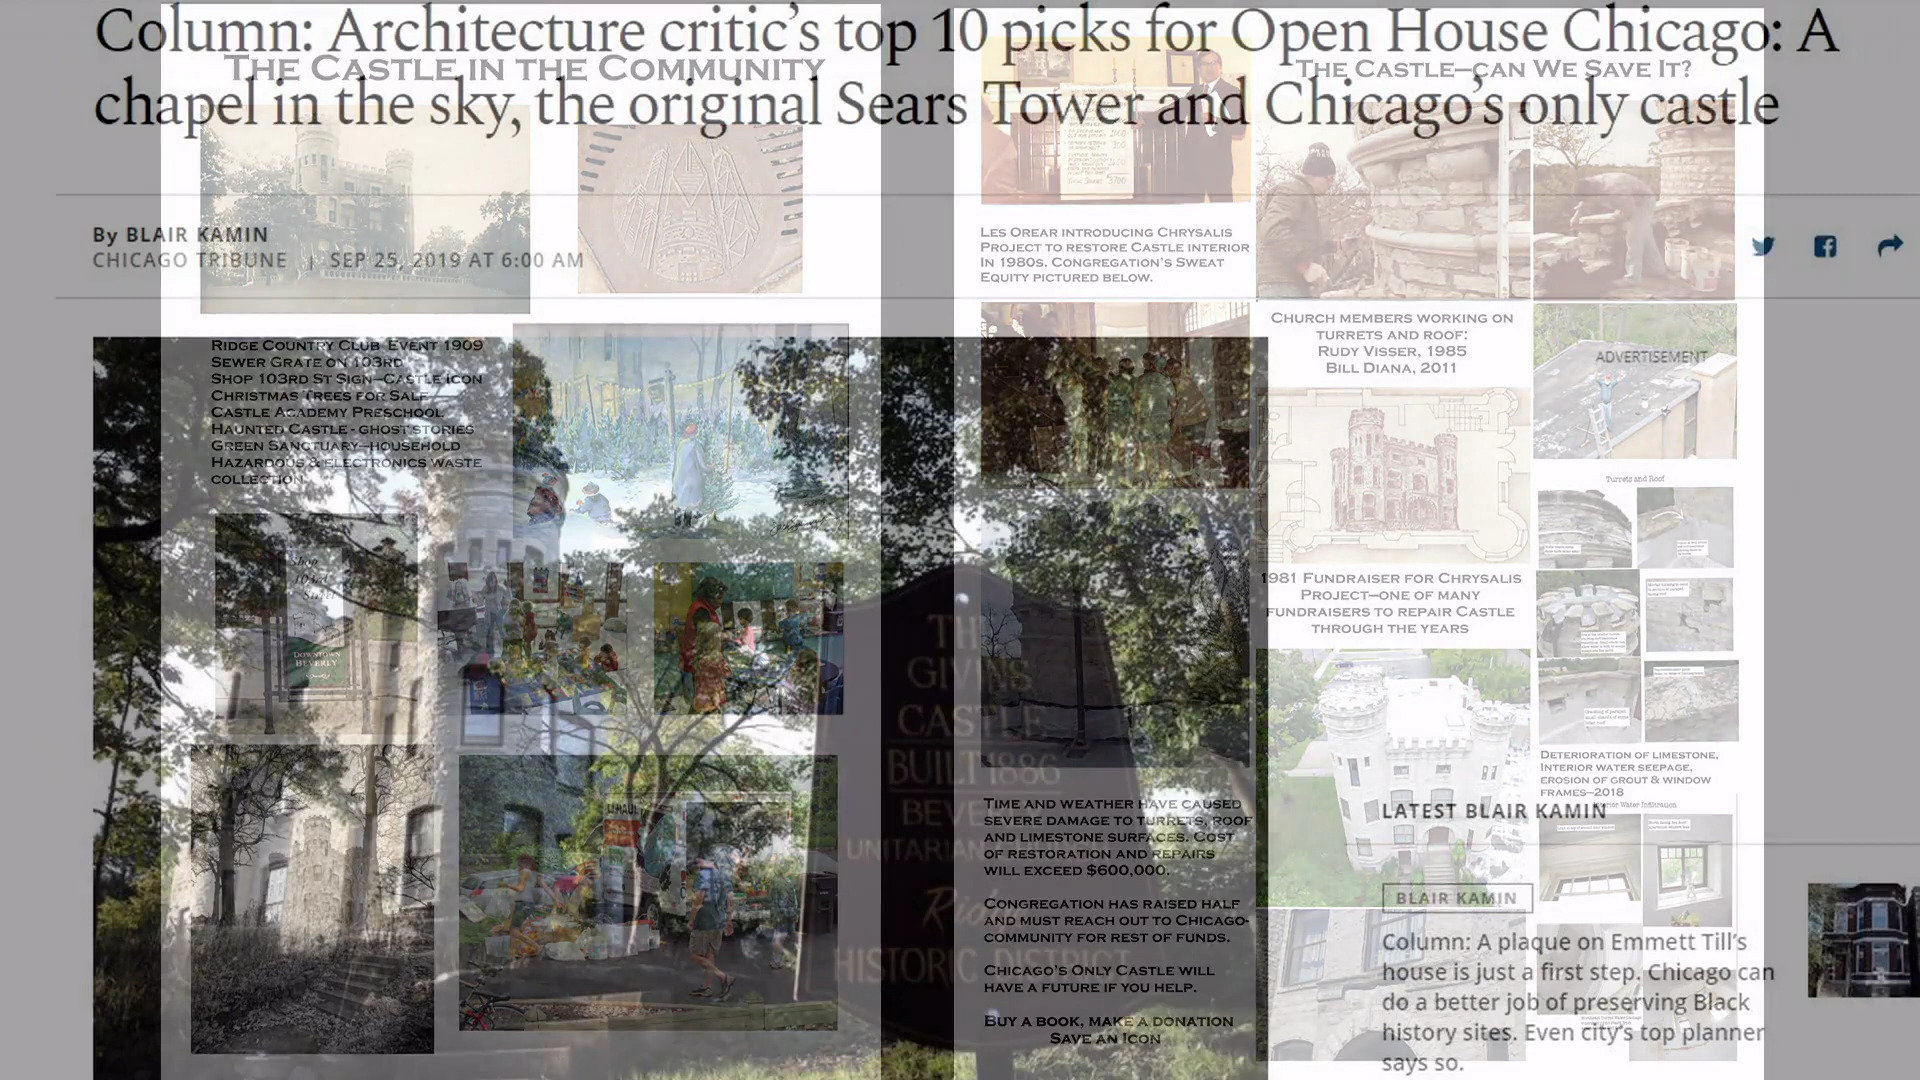 Column: Architecture critic's top 10 picks for Open House Chicago: A
chapel in the sky, the original Sears Tower and Chicago's only castle
By BLAIR KAMIN
CHICAGO TRIBUNE | SEP 25, 2019 AT 6:00 AM
THE CASTLE IN THE COMMUNITY
RIDGE COUNTRY CLUB EVENT 1909
SEWER GRATE ON 103RD
SHOP 103RD ST SIGN—CASTLE ICON
CHRISTMAS TREES FOR SALE
CASTLE ACADEMY PRESCHOOL
HAUNTED CASTLE - GHOST STORIES
GREEN SANCTUARY—HOUSEHOLD
HAZARDOUS & ELECTRONICS WASTE
COLLECTION
Shop
103rd
Street
DOWNTOWN
BEVERLY
UHAUL
THE
GIVINS
CASTLE
BUILT 1886
BEVE
UNITARIAN
HISTORIC DISTRICT
THE CASTLE—CAN WE SAVE IT?
LES OREAR INTRODUCING CHRYSALIS
PROJECT TO RESTORE CASTLE INTERIOR
IN 1980S. CONGREGATION'S SWEAT
EQUITY PICTURED BELOW.
TIME AND WEATHER HAVE CAUSED
SEVERE DAMAGE TO TURRETS, ROOF
AND LIMESTONE SURFACES. COST
OF RESTORATION AND REPAIRS
WILL EXCEED $600,000.
CONGREGATION HAS RAISED HALF
AND MUST REACH OUT TO CHICAGO-
COMMUNITY FOR REST OF FUNDS.
CHICAGO'S ONLY CASTLE WILL
HAVE A FUTURE IF YOU HELP.
BUY A BOOK, MAKE A DONATION
SAVE AN ICON
CHURCH MEMBERS WORKING ON
TURRETS AND ROOF:
RUDY VISSER, 1985
BILL DIANA, 2011
1981 FUNDRAISER FOR CHRYSALIS
PROJECT—ONE OF MANY
FUNDRAISERS TO REPAIR CASTLE
THROUGH THE YEARS
ADVERTISEMENT
Turrets and Roof
DETERIORATION OF LIMESTONE,
INTERIOR WATER SEEPAGE,
EROSION OF GROUT & WINDOW
FRAMES—2018
Interior Water Infiltration
LATEST BLAIR KAMIN
BLAIR KAMIN
Column: A plaque on Emmett Till's
house is just a first step. Chicago can
do a better job of preserving Black
history sites. Even city's top planner
says so.